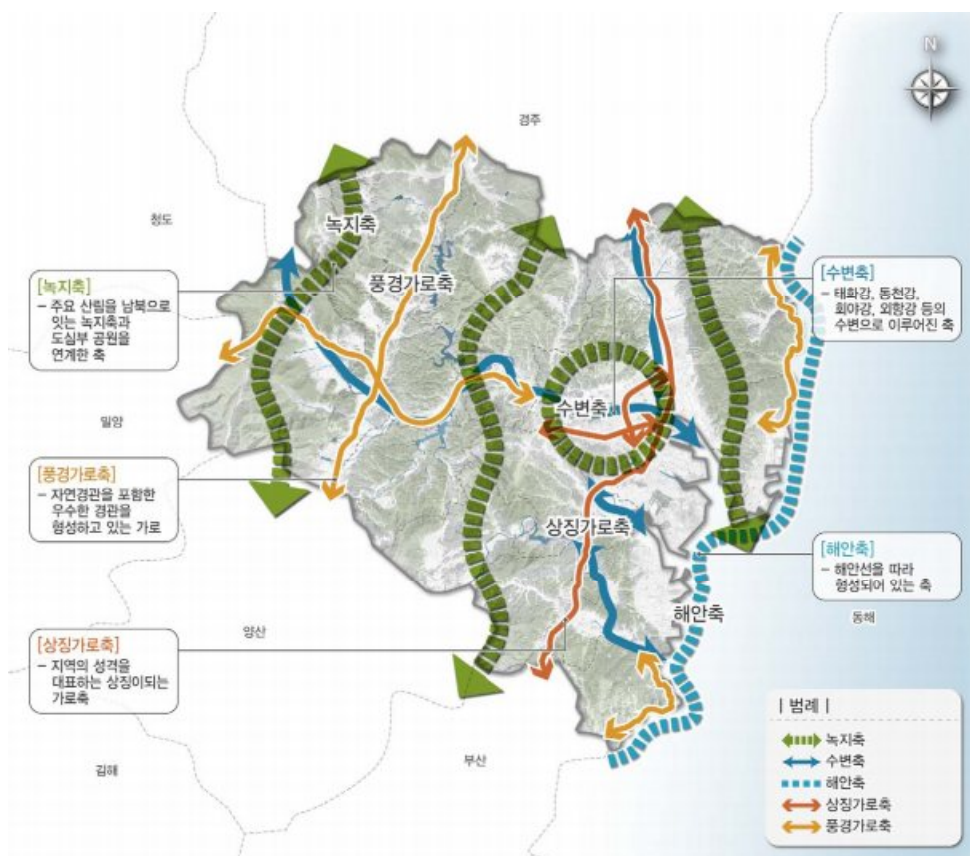 N
경주
청도
녹지축
풍경가로축
[녹지축]
– 주요 산림을 남북으로
잇는 녹지축과
도심부 공원을
연계한 축
[수변축]
– 태화강, 동천강,
회야강, 외항강 등의
수변으로 이루어진 축
밀양
수변축
[풍경가로축]
– 자연경관을 포함한
우수한 경관을
형성하고 있는 가로
상징가로축
[해안축]
– 해안선을 따라
형성되어 있는 축
해안축
동해
양산
[상징가로축]
– 지역의 성격을
대표하는 상징이되는
가로축
부산
김해
| 범례 |
녹지축
수변축
해안축
상징가로축
풍경가로축